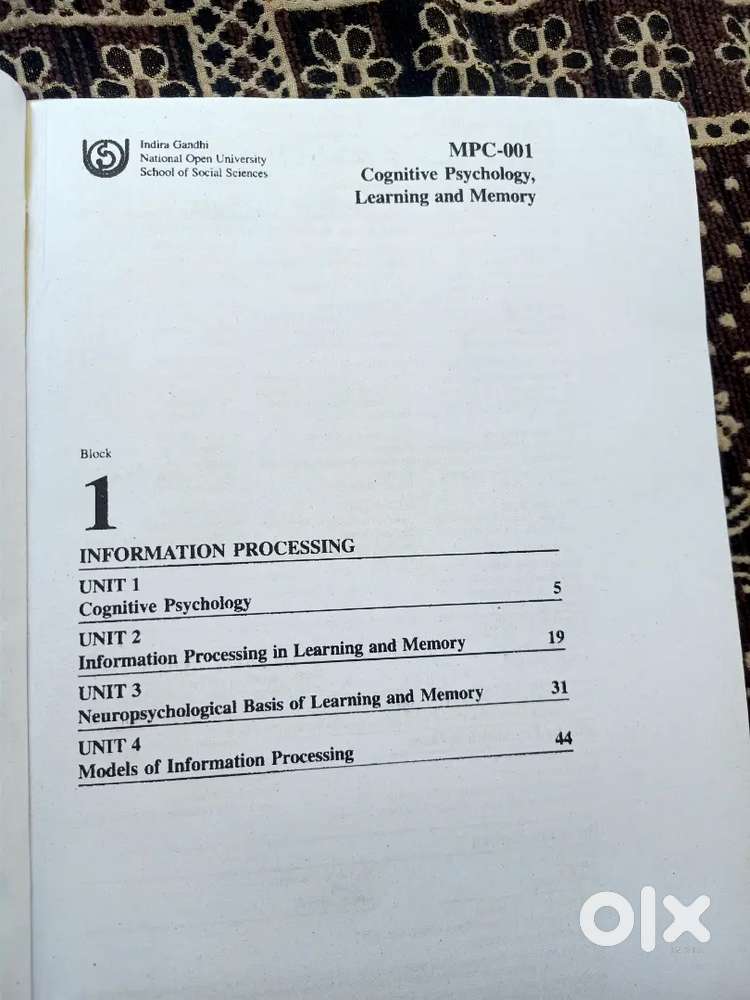 Indira Gandhi
National Open University
School of Social Sciences
MPC-001
Cognitive Psychology,
Learning and Memory
Block
1
INFORMATION PROCESSING
UNIT 1
Cognitive Psychology 5
UNIT 2
Information Processing in Learning and Memory 19
UNIT 3
Neuropsychological Basis of Learning and Memory 31
UNIT 4
Models of Information Processing 44
olx